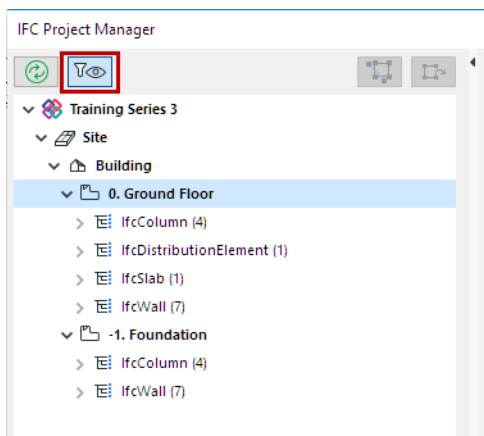 IFC Project Manager
Training Series 3
Site
Building
0. Ground Floor
IfcColumn (4)
IfcDistributionElement (1)
IfcSlab (1)
IfcWall (7)
-1. Foundation
IfcColumn (4)
IfcWall (7)